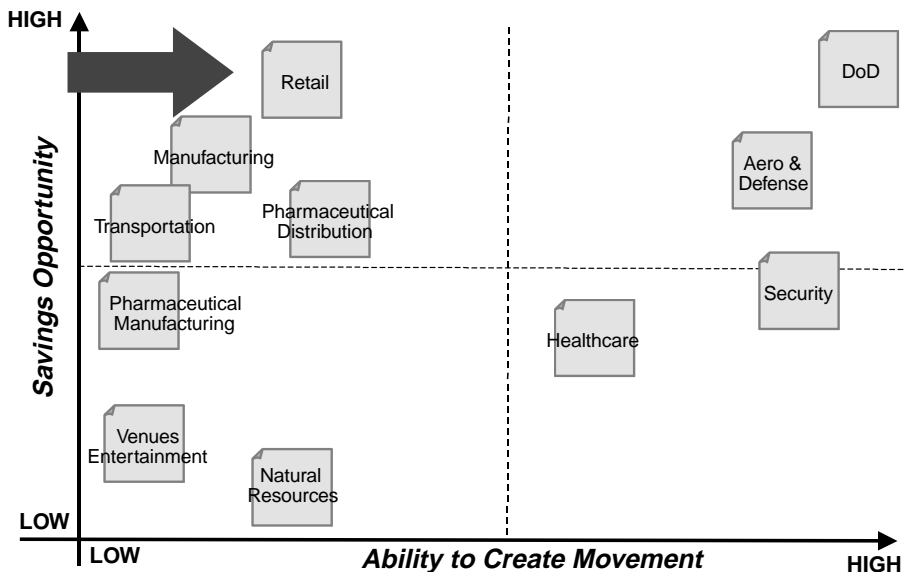 HIGH
Retail
DoD
Manufacturing
Aero &
Defense
Transportation
Pharmaceutical
Distribution
Savings Opportunity
Pharmaceutical
Manufacturing
Security
Healthcare
Venues
Entertainment
Natural
Resources
LOW
LOW
Ability to Create Movement
HIGH